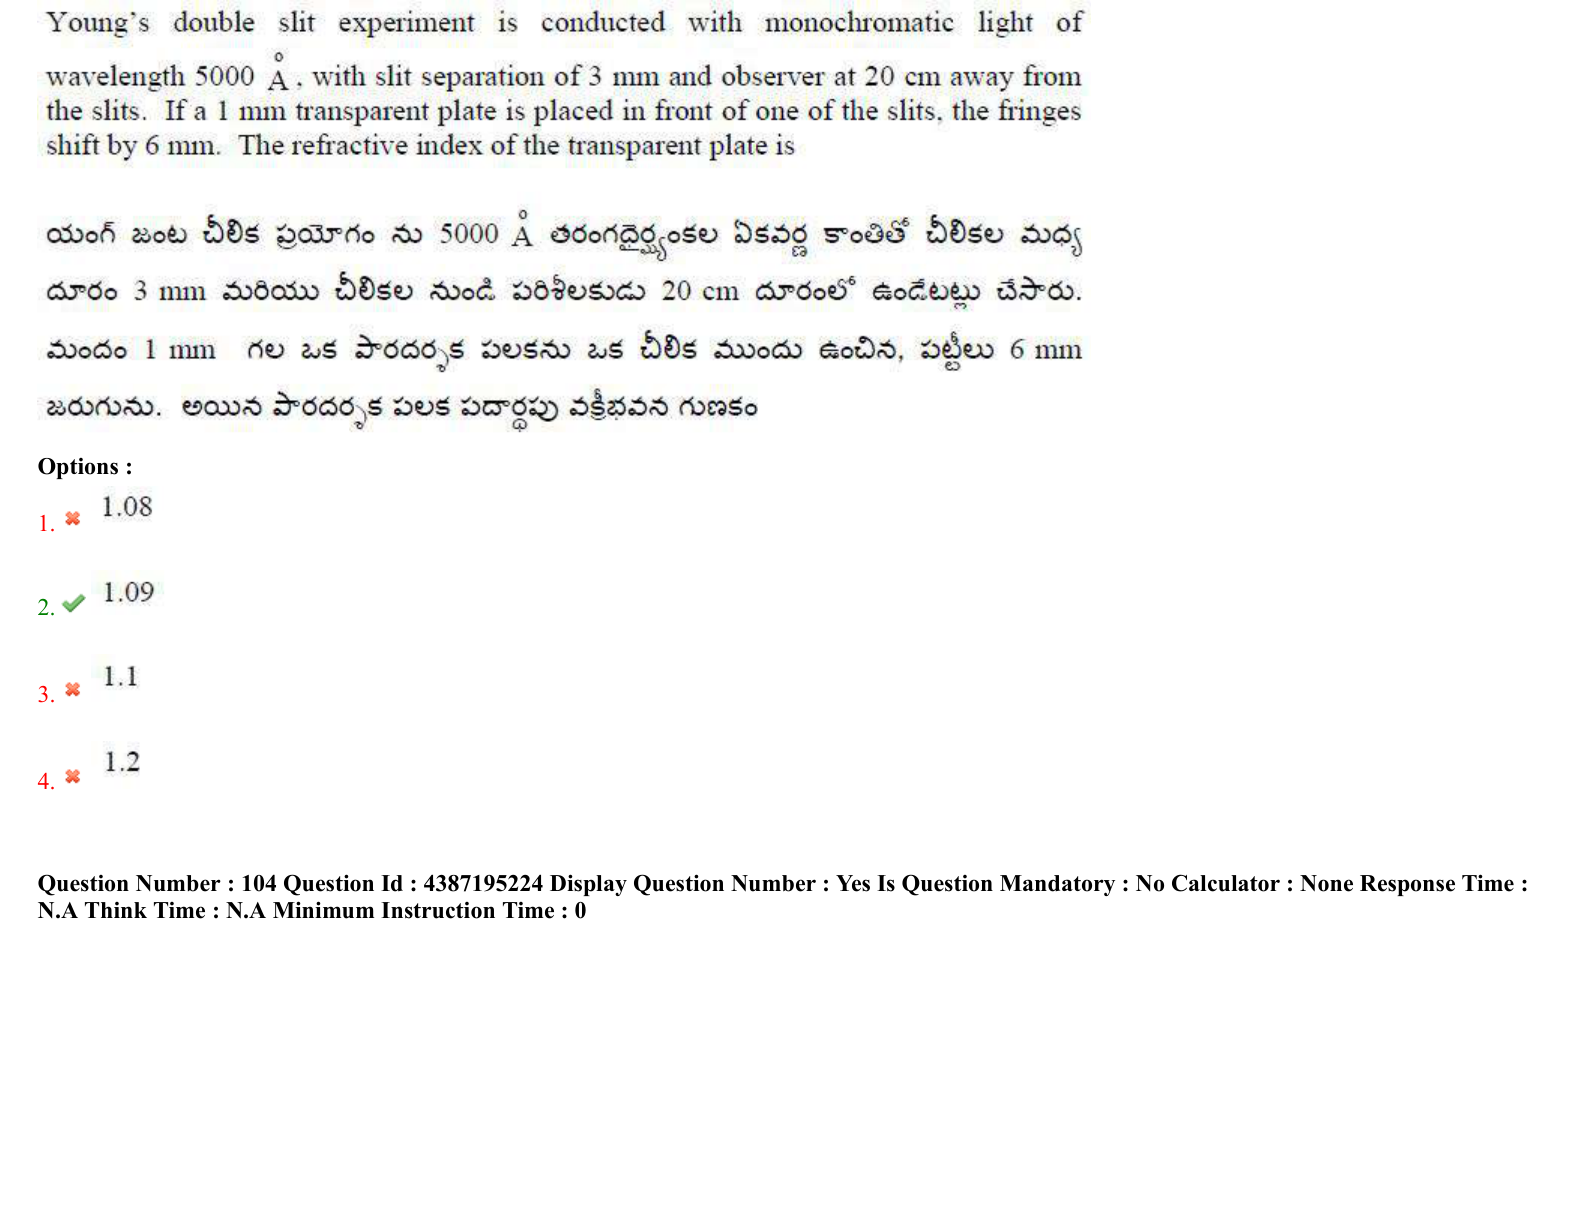 Young's double slit experiment is conducted with monochromatic light of
wavelength 5000 Å, with slit separation of 3 mm and observer at 20 cm away from
the slits. If a 1 mm transparent plate is placed in front of one of the slits, the fringes
shift by 6 mm. The refractive index of the transparent plate is
యంగ్ జంట చీలిక ప్రయోగం ను 5000 Å తరంగదైర్ఘ్యంకల ఏకవర్ణ కాంతితో చీలికల మధ్య
దూరం 3 mm మరియు చీలికల నుండి పరిశీలకుడు 20 cm దూరంలో ఉండేటట్లు చేసారు.
మందం 1 mm గల ఒక పారదర్శక పలకను ఒక చీలిక ముందు ఉంచిన, పట్టీలు 6 mm
జరుగును. అయిన పారదర్శక పలక పదార్ధపు వక్రీభవన గుణకం
Options :
1. 1.08
2. 1.09
3. 1.1
4. 1.2
Question Number : 104 Question Id : 4387195224 Display Question Number : Yes Is Question Mandatory : No Calculator : None Response Time :
N.A Think Time : N.A Minimum Instruction Time : 0